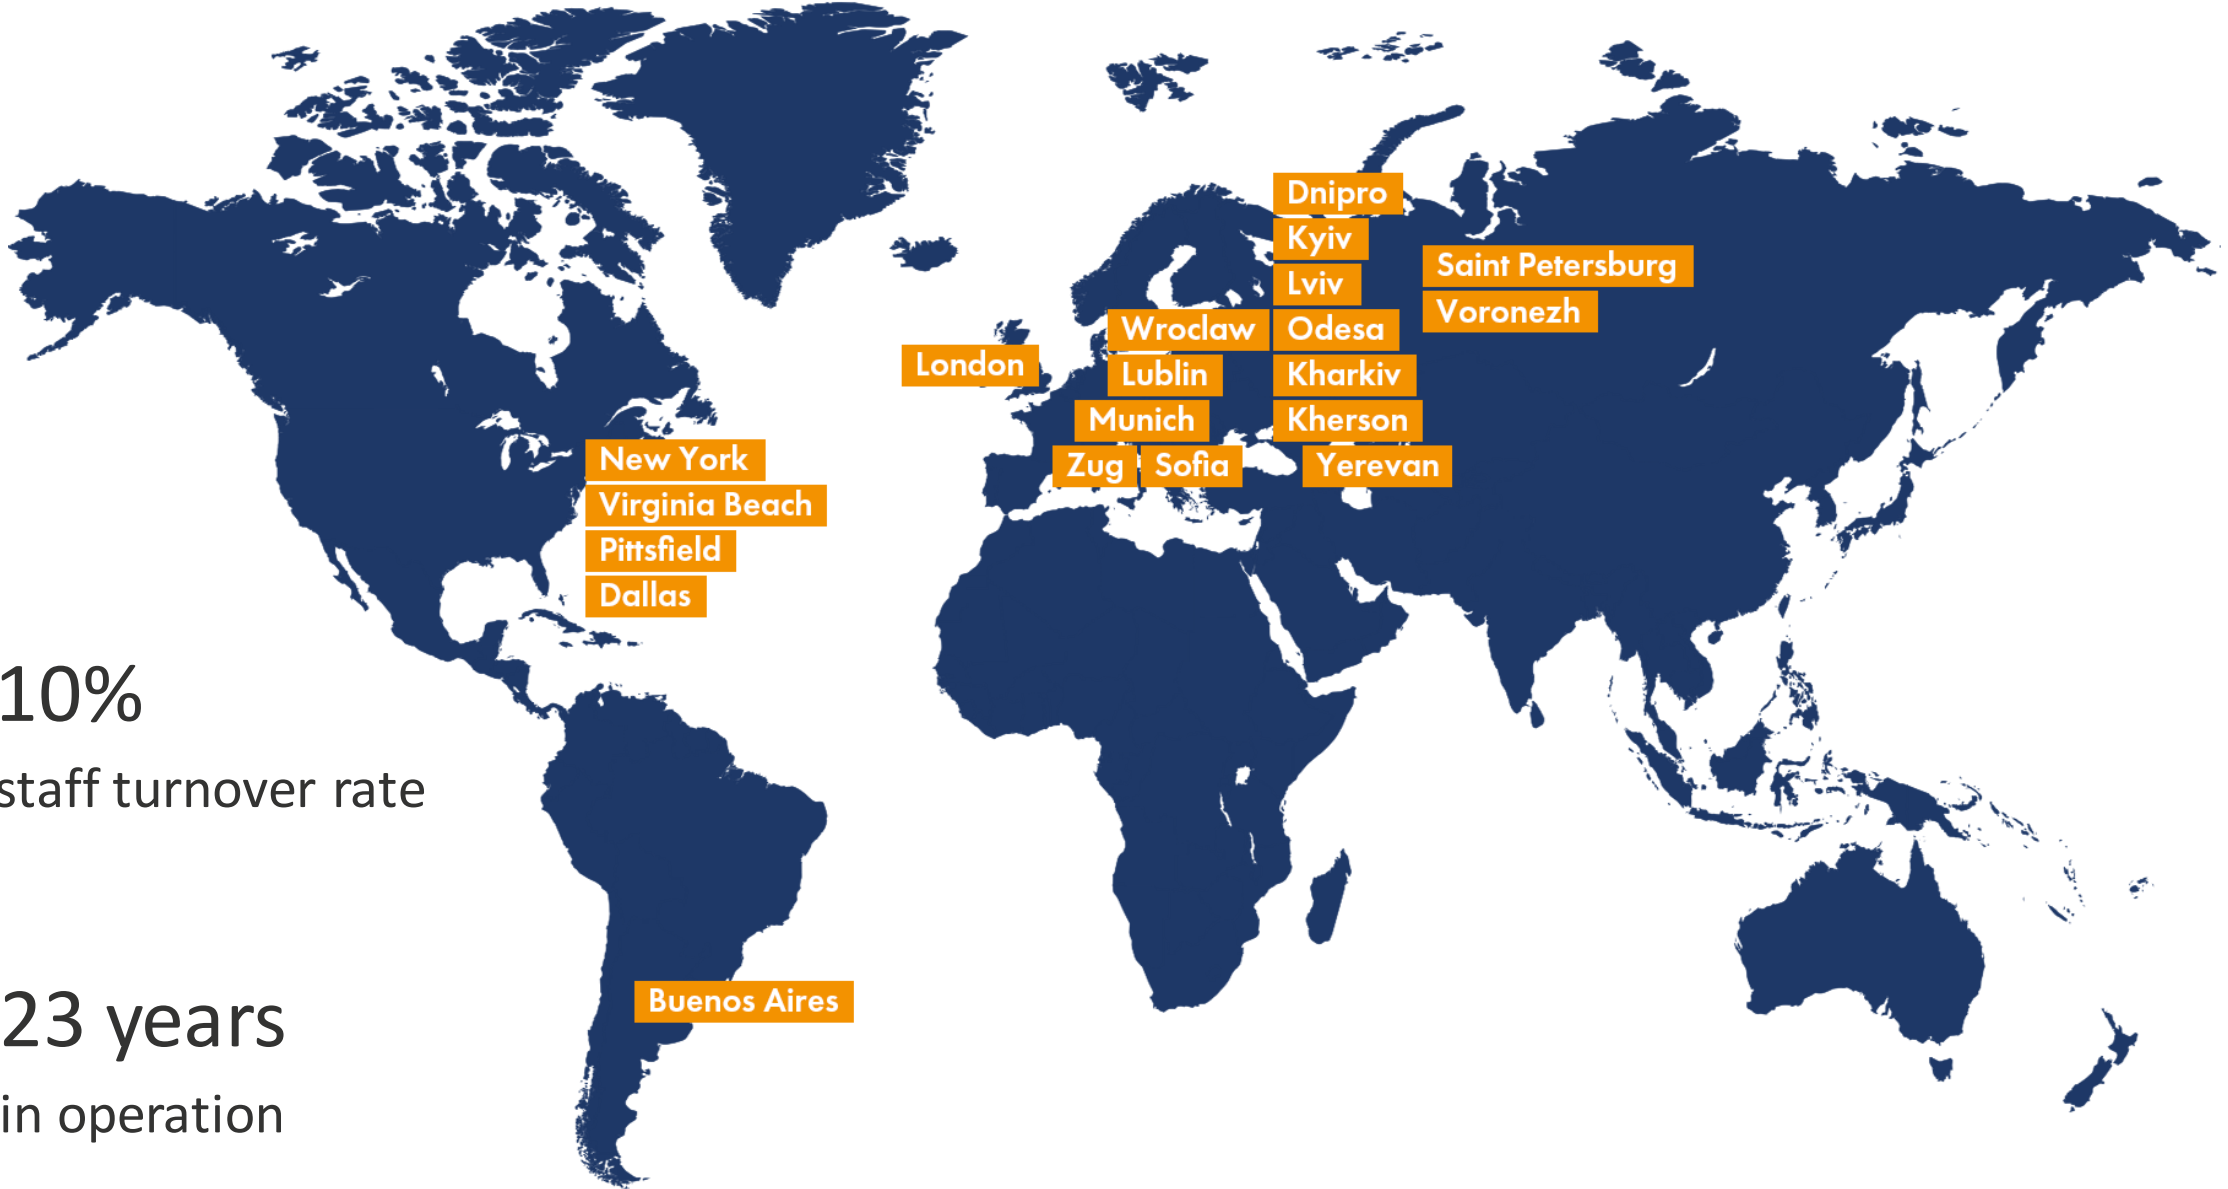 Dnipro
Kyiv
Saint Petersburg
Lviv
Voronezh
Wroclaw
Odesa
London
Lublin
Kharkiv
Munich
Kherson
New York
Zug
Sofia
Yerevan
Virginia Beach
Pittsfield
Dallas
10%
staff turnover rate
Buenos Aires
23 years
in operation